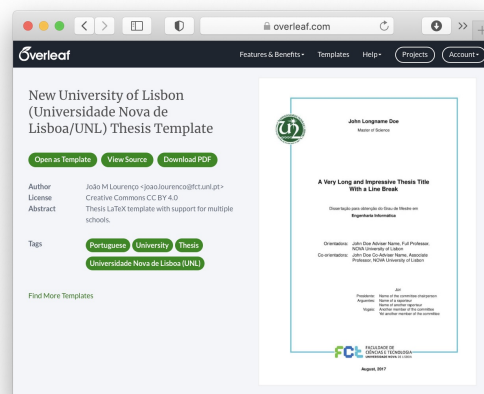 overleaf.com
Overleaf
Features & Benefits
Templates
Help
Projects
Account
New University of Lisbon
(Universidade Nova de
Lisboa/UNL) Thesis Template
Open as Template
View Source
Download PDF
Author João M Lourenço <joao.lourenco@fct.unl.pt>
License Creative Commons CC BY 4.0
Abstract Thesis LaTeX template with support for multiple
schools.
Tags Portuguese University Thesis
Universidade Nova de Lisboa (UNL)
Find More Templates
John Longname Doe
Master of Science
A Very Long and Impressive Thesis Title
With a Line Break
Dissertação para obtenção do Grau de Mestre em
Engenharia Informática
Orientadora: John Doe Adviser Name, Full Professor,
NOVA University of Lisbon
Co-orientadores: John Doe Co-Adviser Name, Associate
Professor, NOVA University of Lisbon
Júri
Presidente: Name of the committee chairperson
Arguentes: Name of a raporteur
Name of another raporteur
Vogais: Another member of the committee
Yet another member of the committee
FCt FACULDADE DE
CIÊNCIAS E TECNOLOGIA
UNIVERSIDADE NOVA DE LISBOA
August, 2017